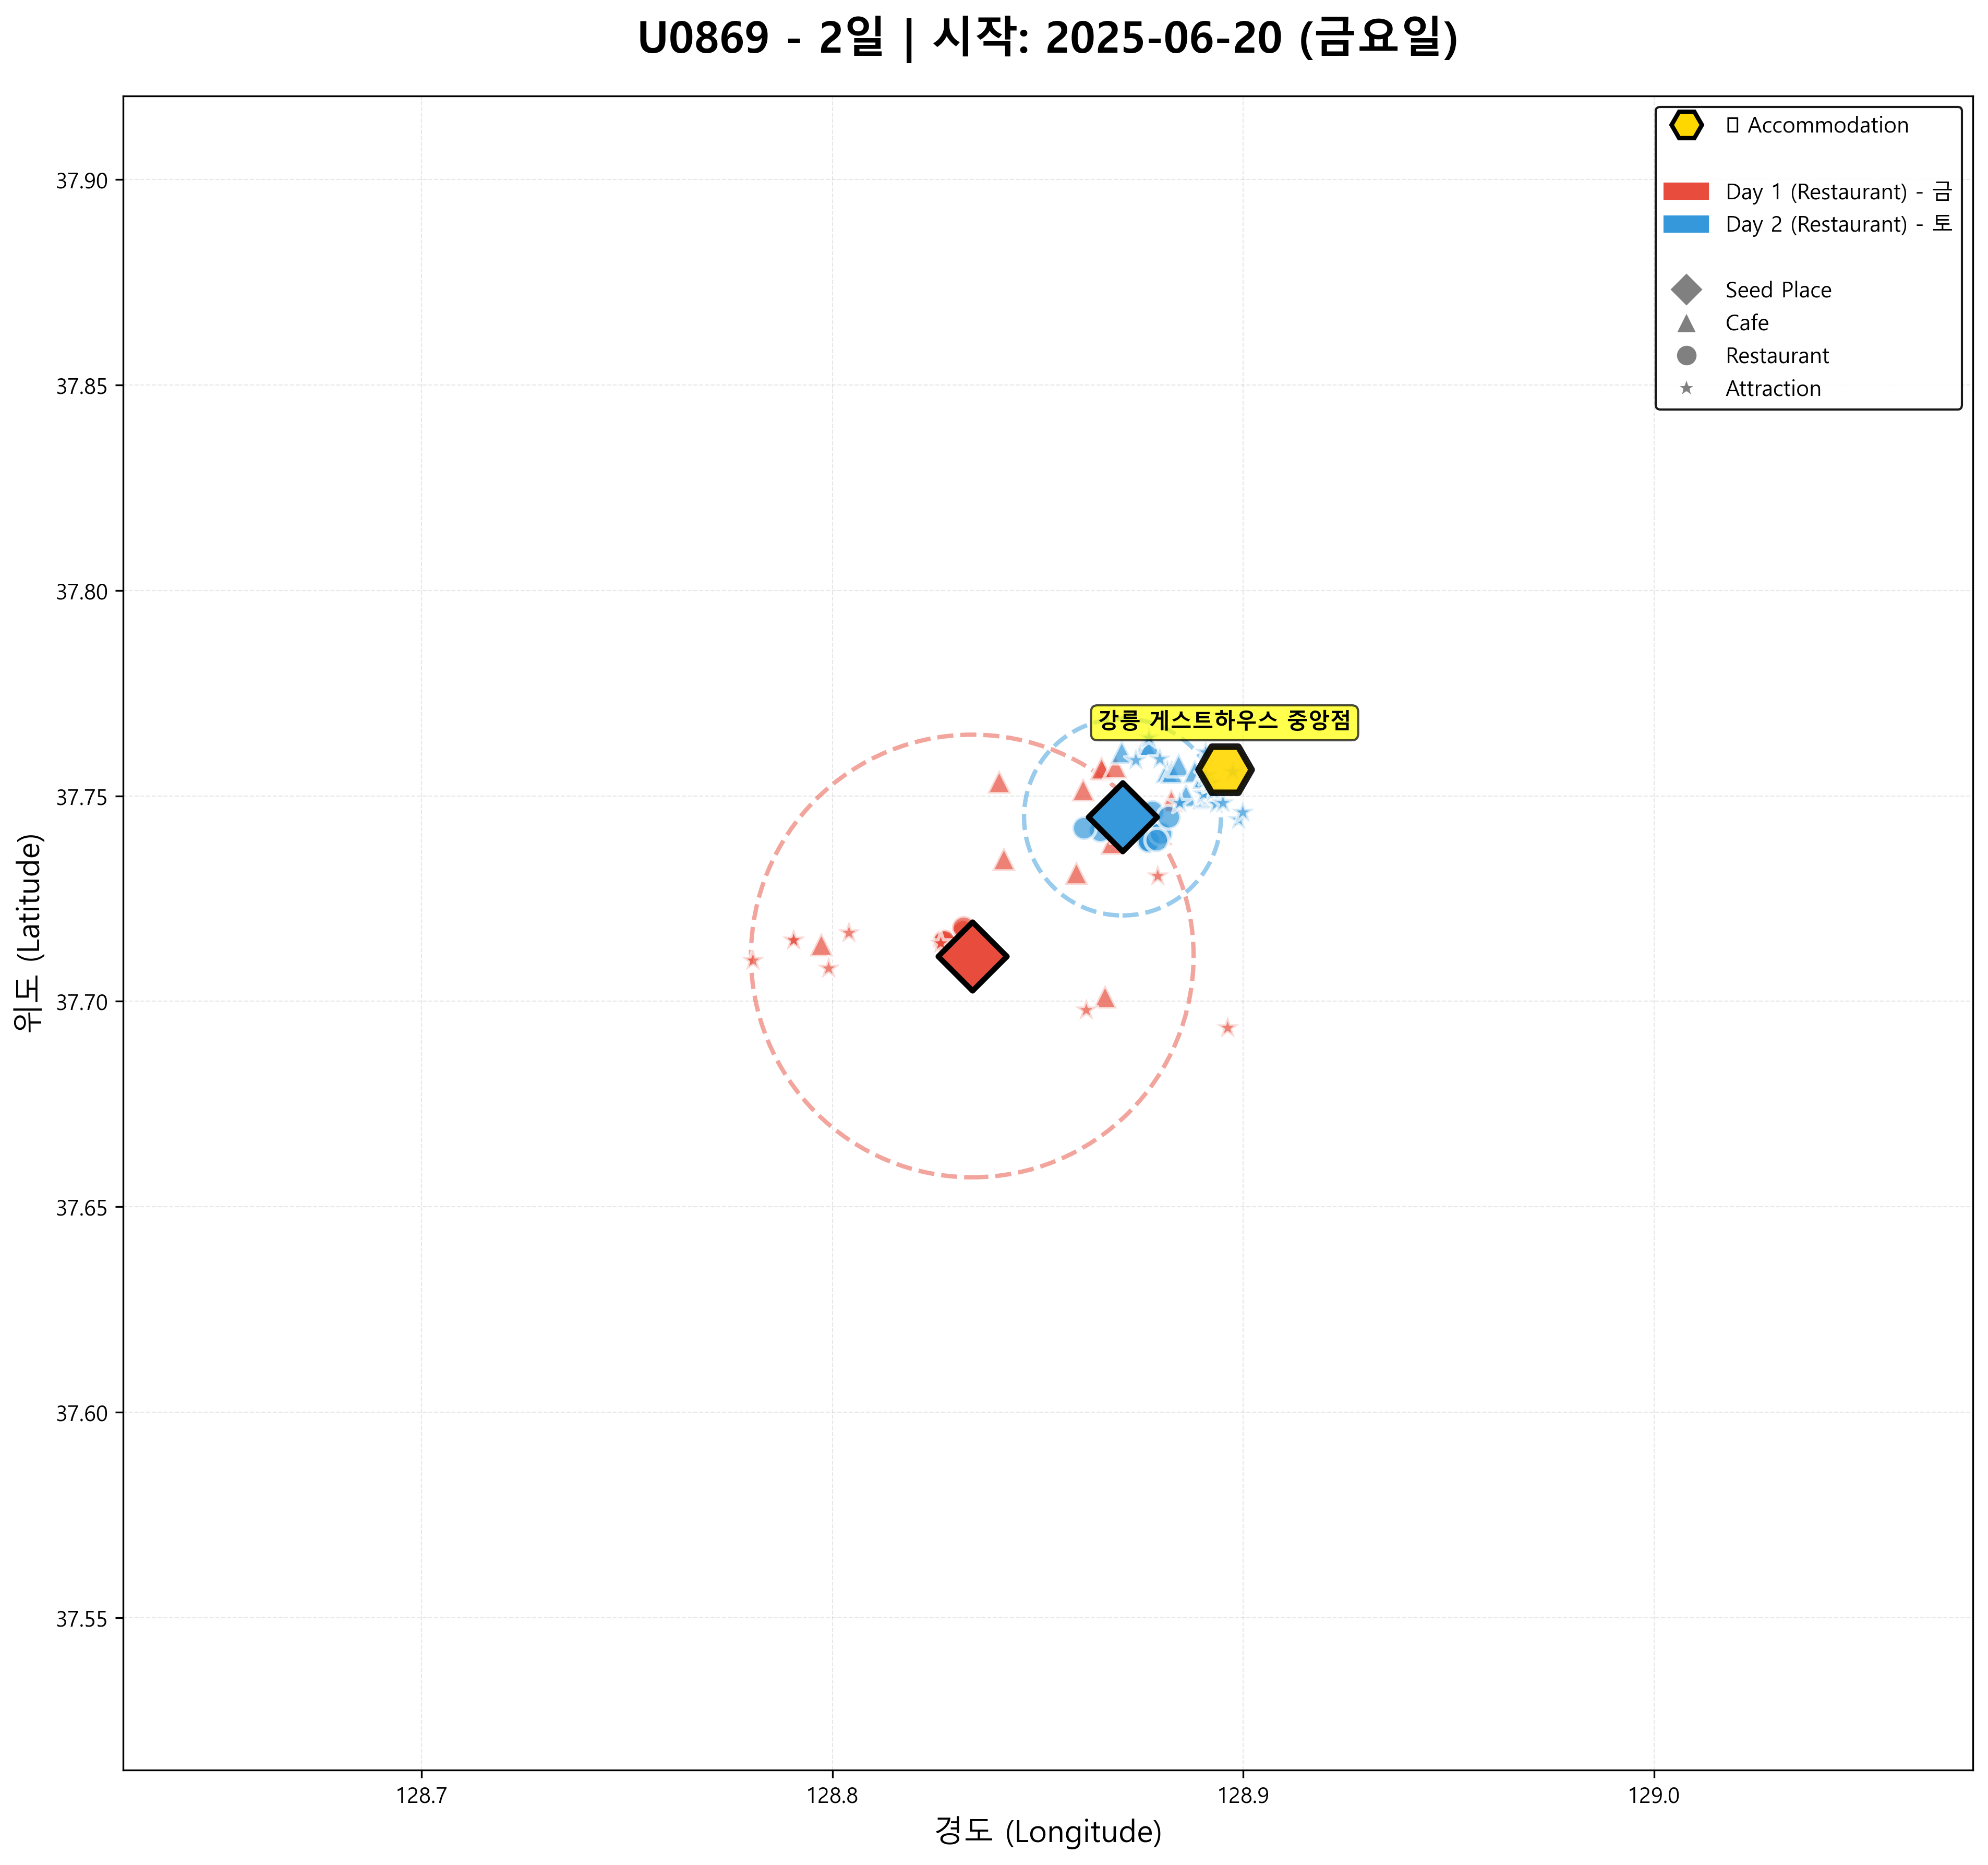 U0869 - 2일 | 시작: 2025-06-20 (금요일)
Accommodation
Day 1 (Restaurant) - 금
Day 2 (Restaurant) - 토
Seed Place
Cafe
Restaurant
Attraction
37.90
37.85
37.80
37.75
37.70
37.65
37.60
37.55
위도 (Latitude)
강릉 게스트하우스 중앙점
128.7
128.8
128.9
129.0
경도 (Longitude)